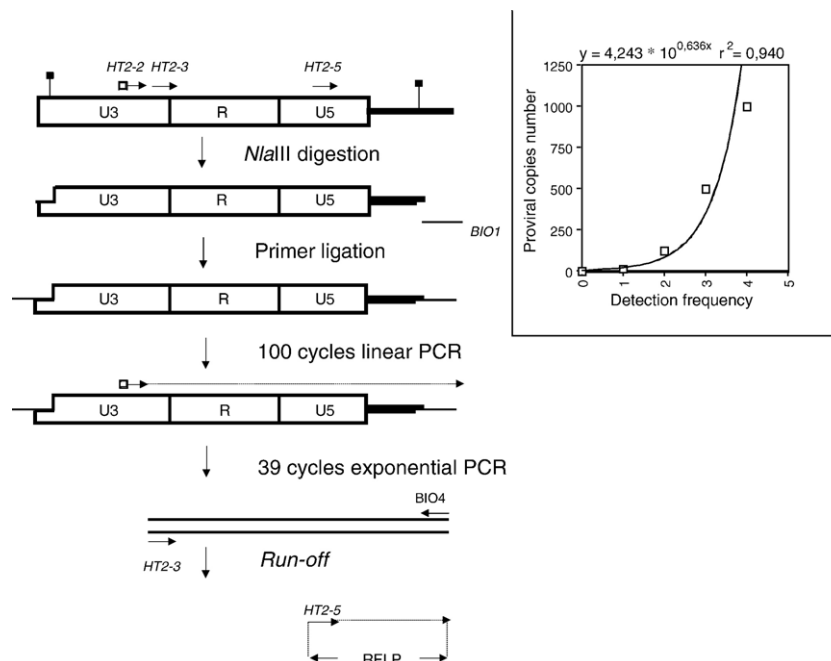 HT2-2 HT2-3 HT2-5
U3 R U5
NlaIII digestion
U3 R U5
BIO1
Primer ligation
U3 R U5
100 cycles linear PCR
U3 R U5
39 cycles exponential PCR
BIO4
HT2-3
Run-off
HT2-5
RFLP
y = 4,243 * 10^0,636x r^2 = 0,940
Proviral copies number
1250
1000
750
500
250
0
0 1 2 3 4 5
Detection frequency